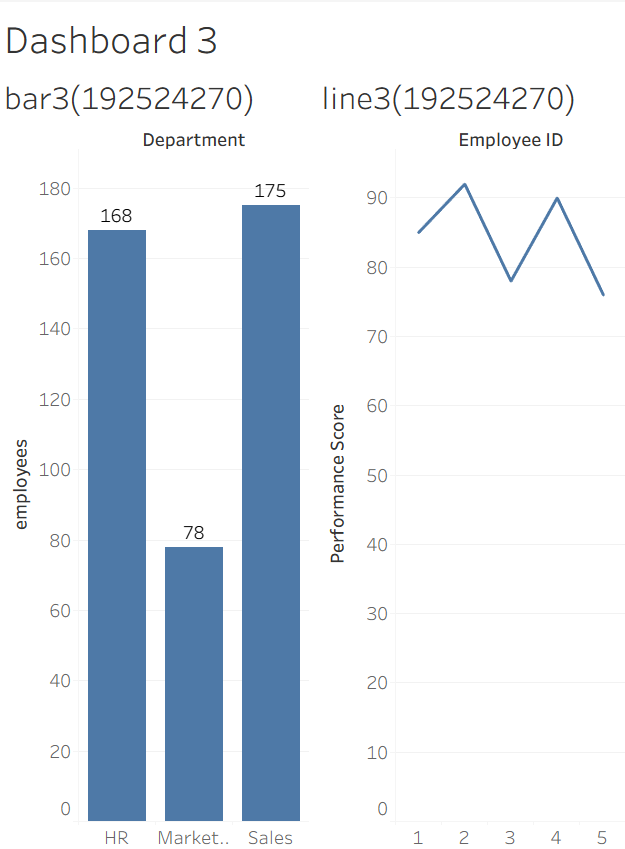 Dashboard 3
bar3(192524270)
Department
employees
180
160
140
120
100
80
60
40
20
0
168
78
175
HR
Market..
Sales
line3(192524270)
Employee ID
Performance Score
90
80
70
60
50
40
30
20
10
0
1
2
3
4
5